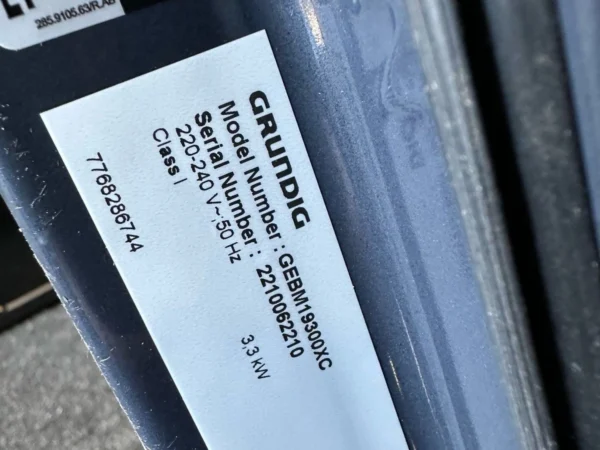 285.9105.63/R.AB
GRUNDIG
Model Number : GEBM19300XC
Serial Number : 2210062210
220-240 V~;50 Hz 3,3 kW
Class I
7768286744